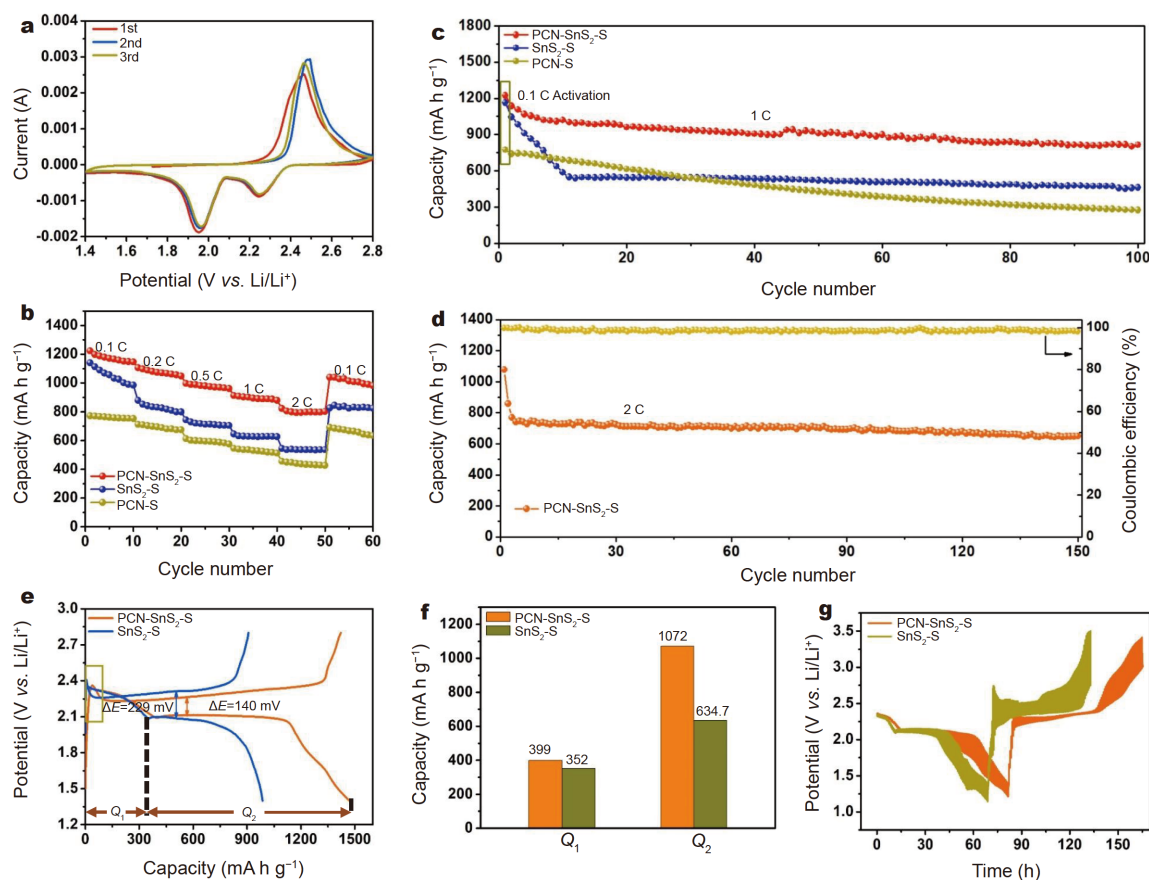 a
1st
2nd
3rd
0.004
0.003
0.002
0.001
0.000
-0.001
-0.002
1.4 1.6 1.8 2.0 2.2 2.4 2.6 2.8
Current (A)
Potential (V vs. Li/Li⁺)
b
1400
1200
1000
800
600
400
200
0
0 10 20 30 40 50 60
0.1 C
0.2 C
0.5 C
1 C
2 C
0.1 C
PCN-SnS₂-S
SnS₂-S
PCN-S
Capacity (mA h g⁻¹)
Cycle number
c
1800
1500
1200
900
600
300
0
0 20 40 60 80 100
PCN-SnS₂-S
SnS₂-S
PCN-S
0.1 C Activation
1 C
Capacity (mA h g⁻¹)
Cycle number
d
1400
1200
1000
800
600
400
200
0
0 30 60 90 120 150
100
80
60
40
20
0
2 C
PCN-SnS₂-S
Capacity (mA h g⁻¹)
Coulombic efficiency (%)
Cycle number
e
3.0
2.7
2.4
2.1
1.8
1.5
1.2
0 300 600 900 1200 1500
PCN-SnS₂-S
SnS₂-S
ΔE=229 mV
ΔE=140 mV
Q₁
Q₂
Potential (V vs. Li/Li⁺)
Capacity (mA h g⁻¹)
f
1200
1000
800
600
400
200
0
PCN-SnS₂-S
SnS₂-S
399
352
1072
634.7
Q₁
Q₂
Capacity (mA h g⁻¹)
g
3.5
3.0
2.5
2.0
1.5
1.0
0 30 60 90 120 150
PCN-SnS₂-S
SnS₂-S
Potential (V vs. Li/Li⁺)
Time (h)